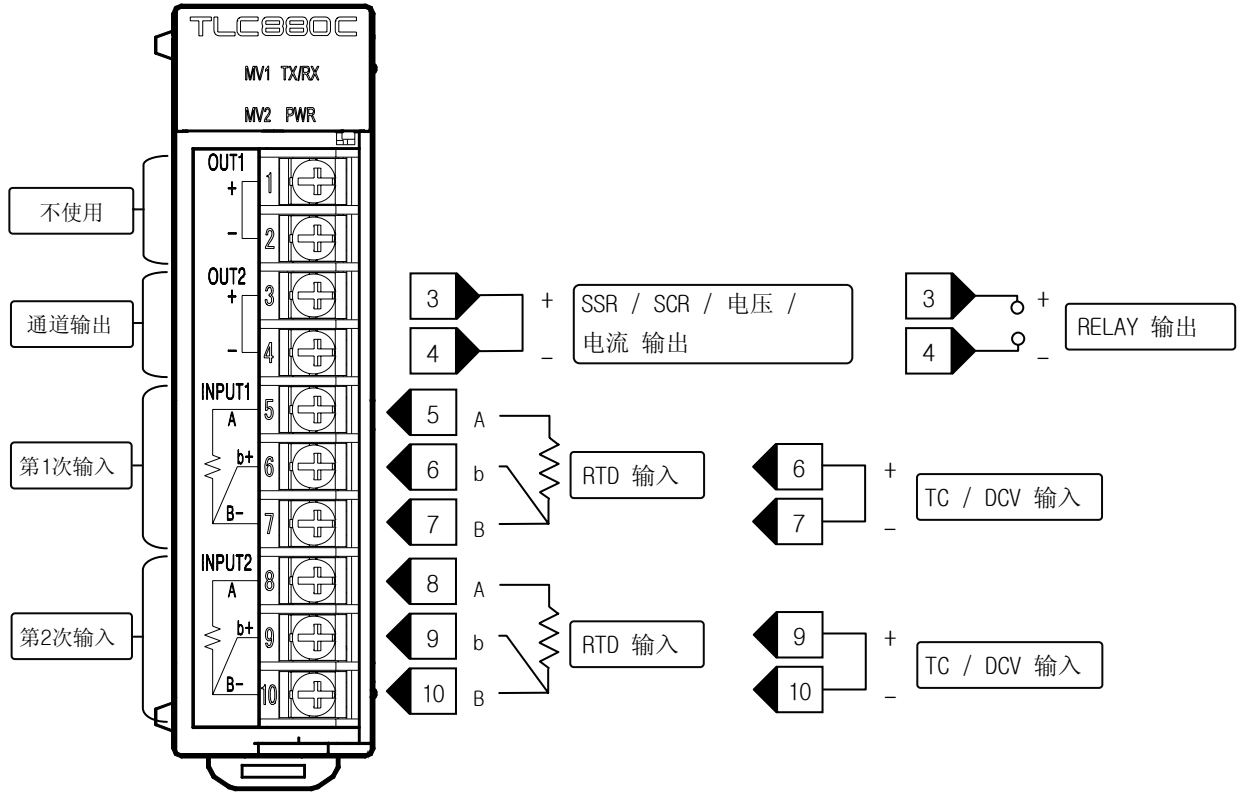 TLC880C
MV1 TX/RX
MV2 PWR
OUT1
+
-
1
2
不使用
OUT2
+
-
3
4
通道输出
INPUT1
A
b+
B-
5
6
7
第1次输入
INPUT2
A
b+
B-
8
9
10
第2次输入
3
4
+
-
SSR / SCR / 电压 /
电流 输出
3
4
+
-
RELAY 输出
5 A
6 b
7 B
RTD 输入
6
7
+
-
TC / DCV 输入
8 A
9 b
10 B
RTD 输入
9
10
+
-
TC / DCV 输入